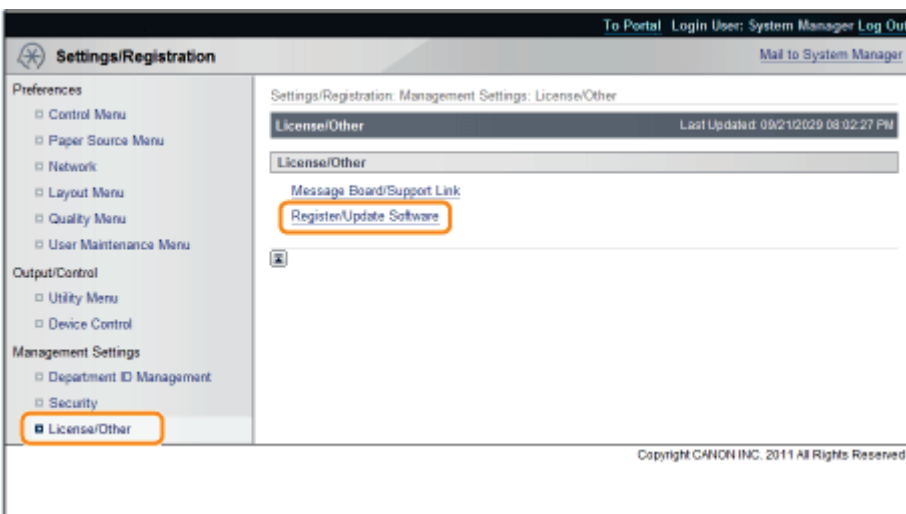 To Portal Login User: System Manager Log Out
Settings/Registration
Mail to System Manager
Preferences
Control Menu
Paper Source Menu
Network
Layout Menu
Quality Menu
User Maintenance Menu
Output/Control
Utility Menu
Device Control
Management Settings
Department ID Management
Security
License/Other
Settings/Registration: Management Settings: License/Other
License/Other Last Updated: 09/21/2029 08:02:27 PM
License/Other
Message Board/Support Link
Register/Update Software
Copyright CANON INC. 2011 All Rights Reserved